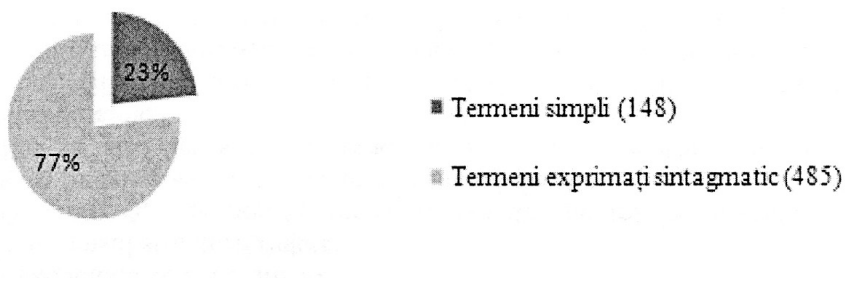 23%
77%
Termeni simpli (148)
Termeni exprimați sintagmatic (485)